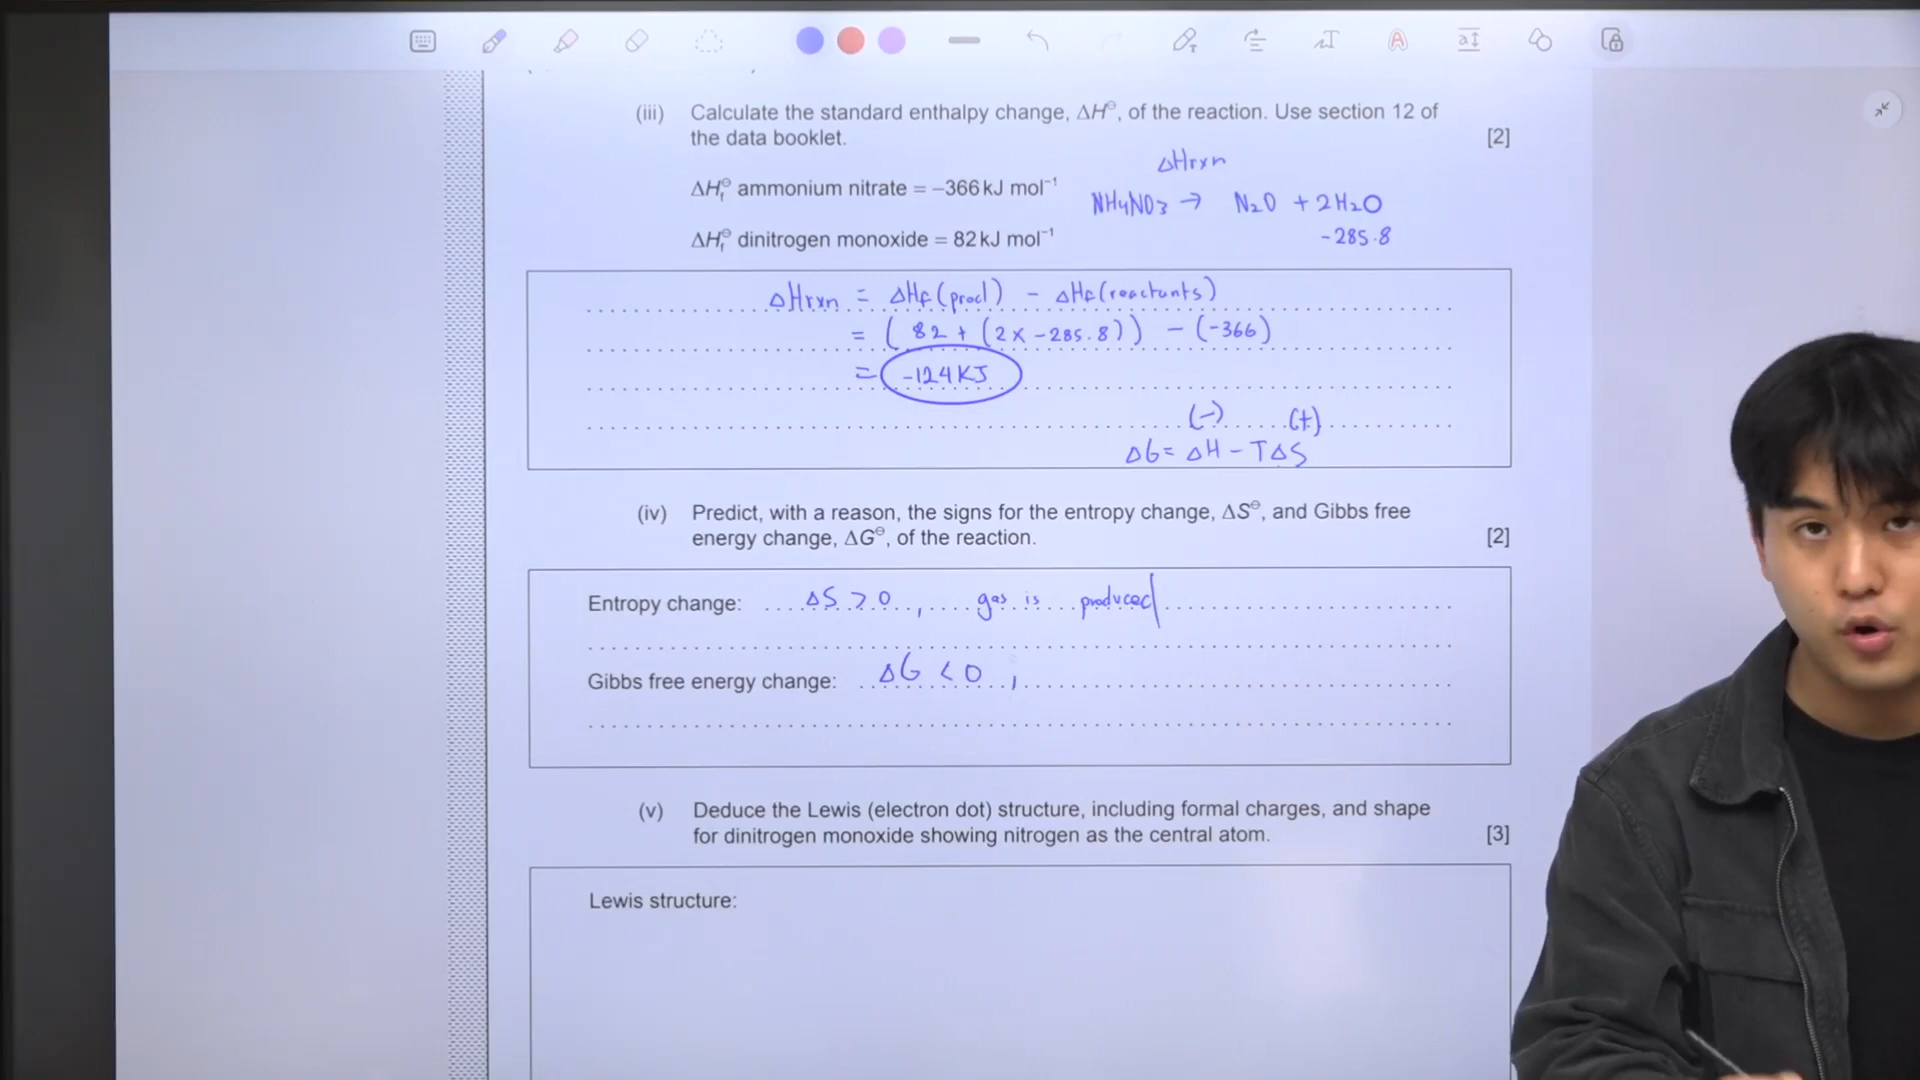 (iii) Calculate the standard enthalpy change, ΔH⊖, of the reaction. Use section 12 of
the data booklet. [2]
ΔHrxn
ΔHf⊖ ammonium nitrate = −366 kJ mol⁻¹
NH4NO3 → N2O + 2H2O
-285.8
ΔHf⊖ dinitrogen monoxide = 82 kJ mol⁻¹
ΔHrxn = ΔHf(prod) - ΔHf(reactants)
= (82 + (2x -285.8)) - (-366)
= -124KJ
(-) (+)
ΔG = ΔH - TΔS
(iv) Predict, with a reason, the signs for the entropy change, ΔS⊖, and Gibbs free
energy change, ΔG⊖, of the reaction. [2]
Entropy change: ΔS > 0, gas is produced
Gibbs free energy change: ΔG < 0,
(v) Deduce the Lewis (electron dot) structure, including formal charges, and shape
for dinitrogen monoxide showing nitrogen as the central atom. [3]
Lewis structure: